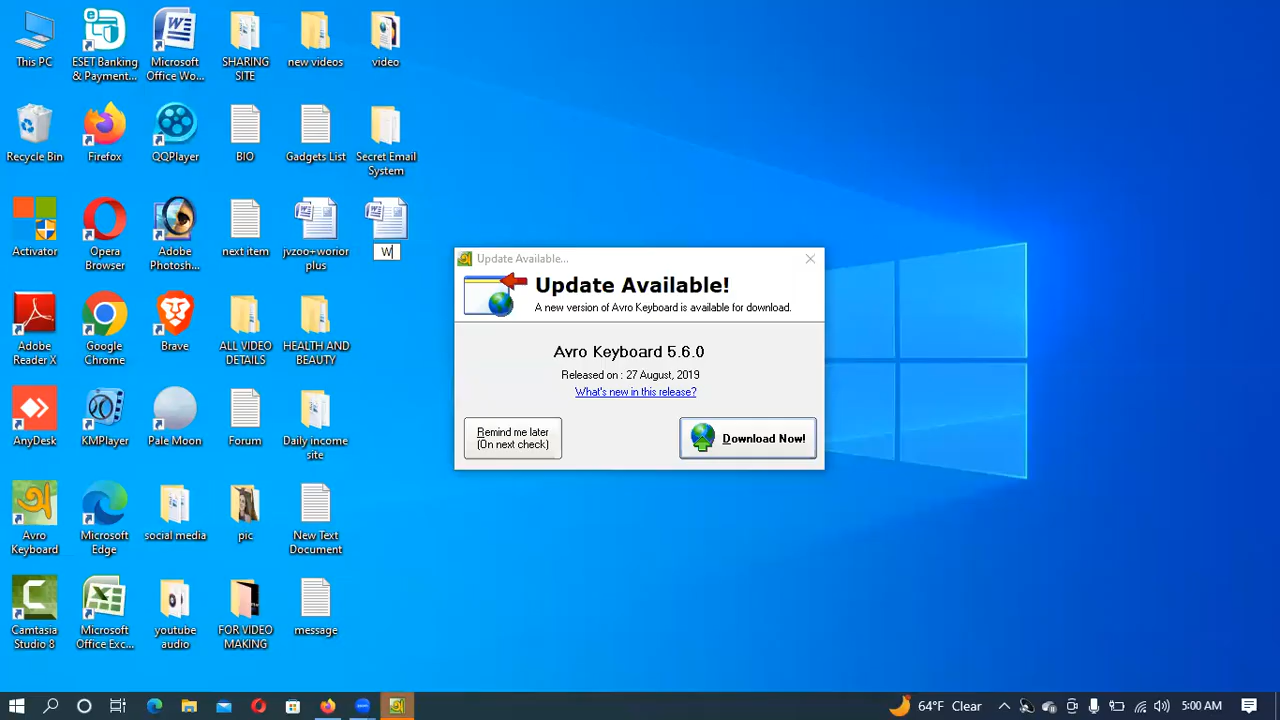 This PC
ESET Banking
& Payment...
Microsoft
Office Wo...
SHARING
SITE
new videos
video
Recycle Bin
Firefox
QQPlayer
BIO
Gadgets List
Secret Email
System
Activator
Opera
Browser
Adobe
Photosh...
next item
jvzoo+worior
plus
W
Adobe
Reader X
Google
Chrome
Brave
ALL VIDEO
DETAILS
HEALTH AND
BEAUTY
AnyDesk
KMPlayer
Pale Moon
Forum
Daily income
site
Avro
Keyboard
Microsoft
Edge
social media
pic
New Text
Document
Camtasia
Studio 8
Microsoft
Office Exc...
youtube
audio
FOR VIDEO
MAKING
message
Update Available...
Update Available!
A new version of Avro Keyboard is available for download.
Avro Keyboard 5.6.0
Released on : 27 August, 2019
What's new in this release?
Remind me later
(On next check)
Download Now!
64°F Clear
5:00 AM